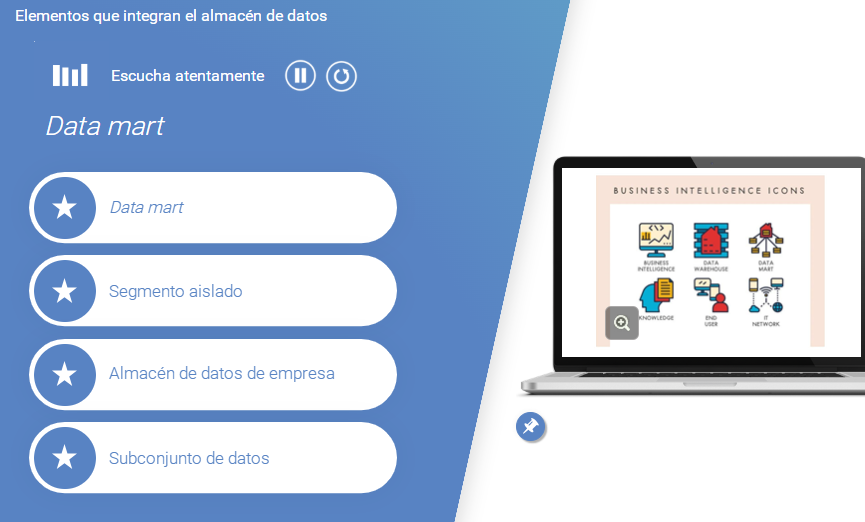 Elementos que integran el almacén de datos
Escucha atentamente
Data mart
Data mart
Segmento aislado
Almacén de datos de empresa
Subconjunto de datos
BUSINESS INTELLIGENCE ICONS
BUSINESS
INTELLIGENCE
DATA
WAREHOUSE
DATA
MART
KNOWLEDGE
END
USER
IT
NETWORK